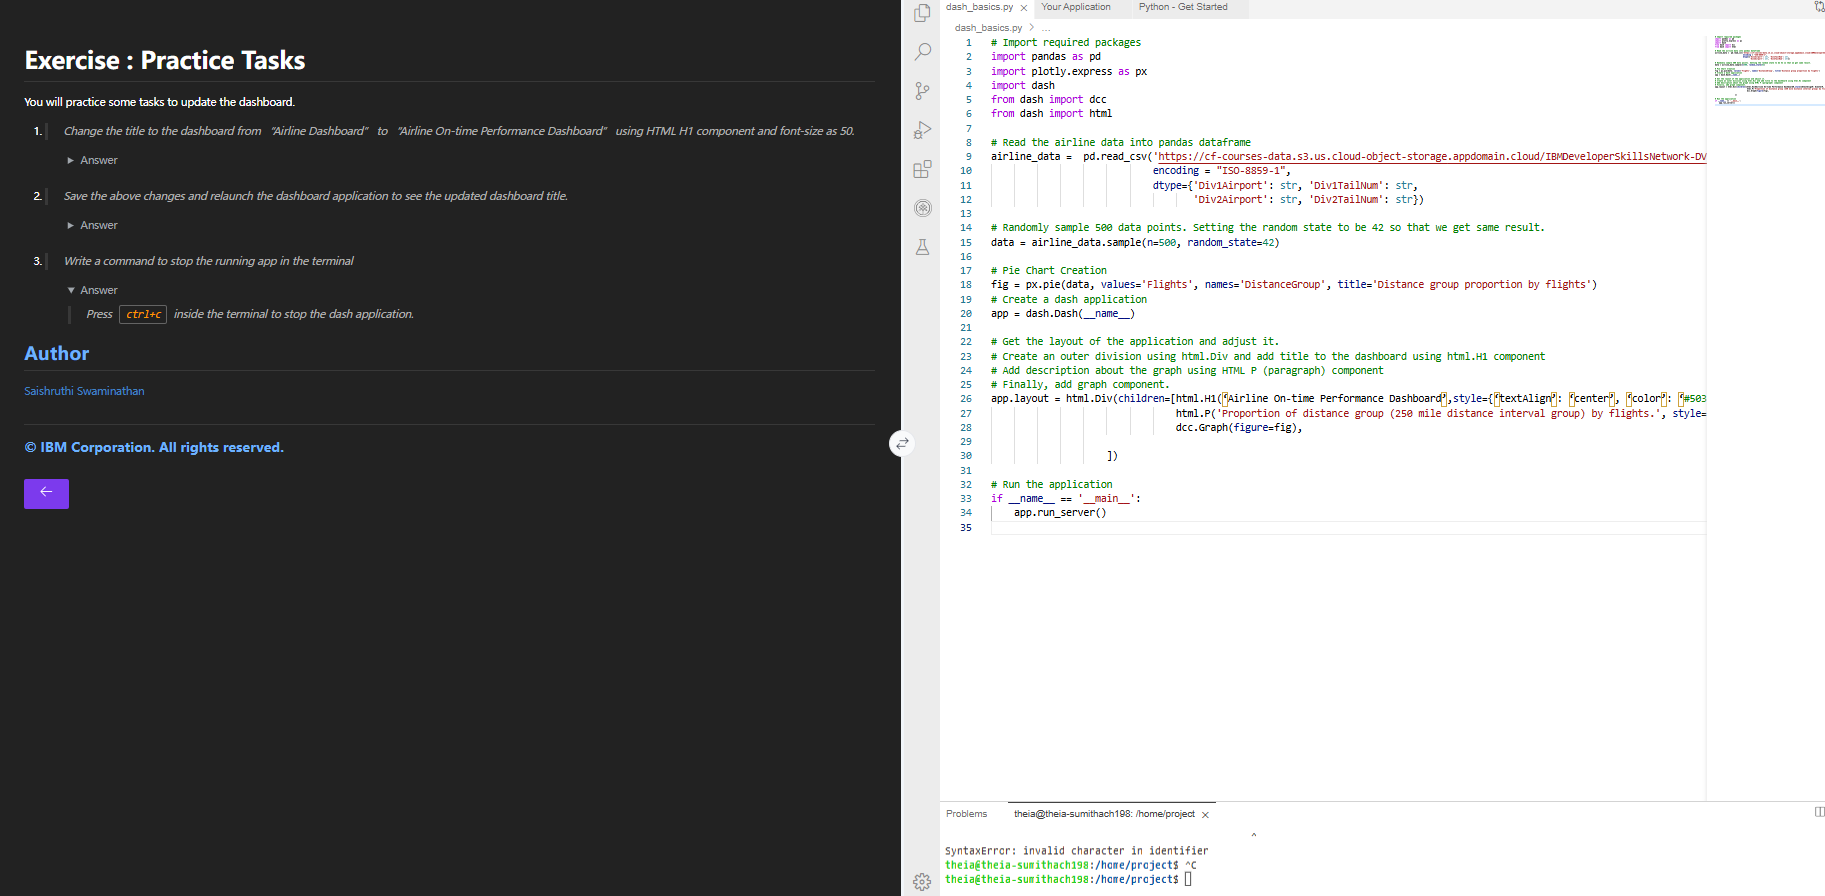 Exercise : Practice Tasks
You will practice some tasks to update the dashboard.
1. Change the title to the dashboard from “Airline Dashboard” to “Airline On-time Performance Dashboard” using HTML H1 component and font-size as 50.
▶ Answer
2. Save the above changes and relaunch the dashboard application to see the updated dashboard title.
▶ Answer
3. Write a command to stop the running app in the terminal
▼ Answer
Press ctrl+c inside the terminal to stop the dash application.
Author
Saishruthi Swaminathan
© IBM Corporation. All rights reserved.
dash_basics.py × Your Application Python - Get Started
dash_basics.py > ...
1 # Import required packages
2 import pandas as pd
3 import plotly.express as px
4 import dash
5 from dash import dcc
6 from dash import html
7
8 # Read the airline data into pandas dataframe
9 airline_data =  pd.read_csv('https://cf-courses-data.s3.us.cloud-object-storage.appdomain.cloud/IBMDeveloperSkillsNetwork-DV
10 encoding = "ISO-8859-1",
11 dtype={'Div1Airport': str, 'Div1TailNum': str,
12 'Div2Airport': str, 'Div2TailNum': str})
13
14 # Randomly sample 500 data points. Setting the random state to be 42 so that we get same result.
15 data = airline_data.sample(n=500, random_state=42)
16
17 # Pie Chart Creation
18 fig = px.pie(data, values='Flights', names='DistanceGroup', title='Distance group proportion by flights')
19 # Create a dash application
20 app = dash.Dash(__name__)
21
22 # Get the layout of the application and adjust it.
23 # Create an outer division using html.Div and add title to the dashboard using html.H1 component
24 # Add description about the graph using HTML P (paragraph) component
25 # Finally, add graph component.
26 app.layout = html.Div(children=[html.H1(‘Airline On-time Performance Dashboard’,style={‘textAlign’: ‘center’, ‘color’: ‘#503
27 html.P('Proportion of distance group (250 mile distance interval group) by flights.', style=
28 dcc.Graph(figure=fig),
29
30 ])
31
32 # Run the application
33 if __name__ == '__main__':
34 app.run_server()
35
Problems theia@theia-sumithach198: /home/project ×
^
SyntaxError: invalid character in identifier
theia@theia-sumithach198:/home/project$ ^C
theia@theia-sumithach198:/home/project$